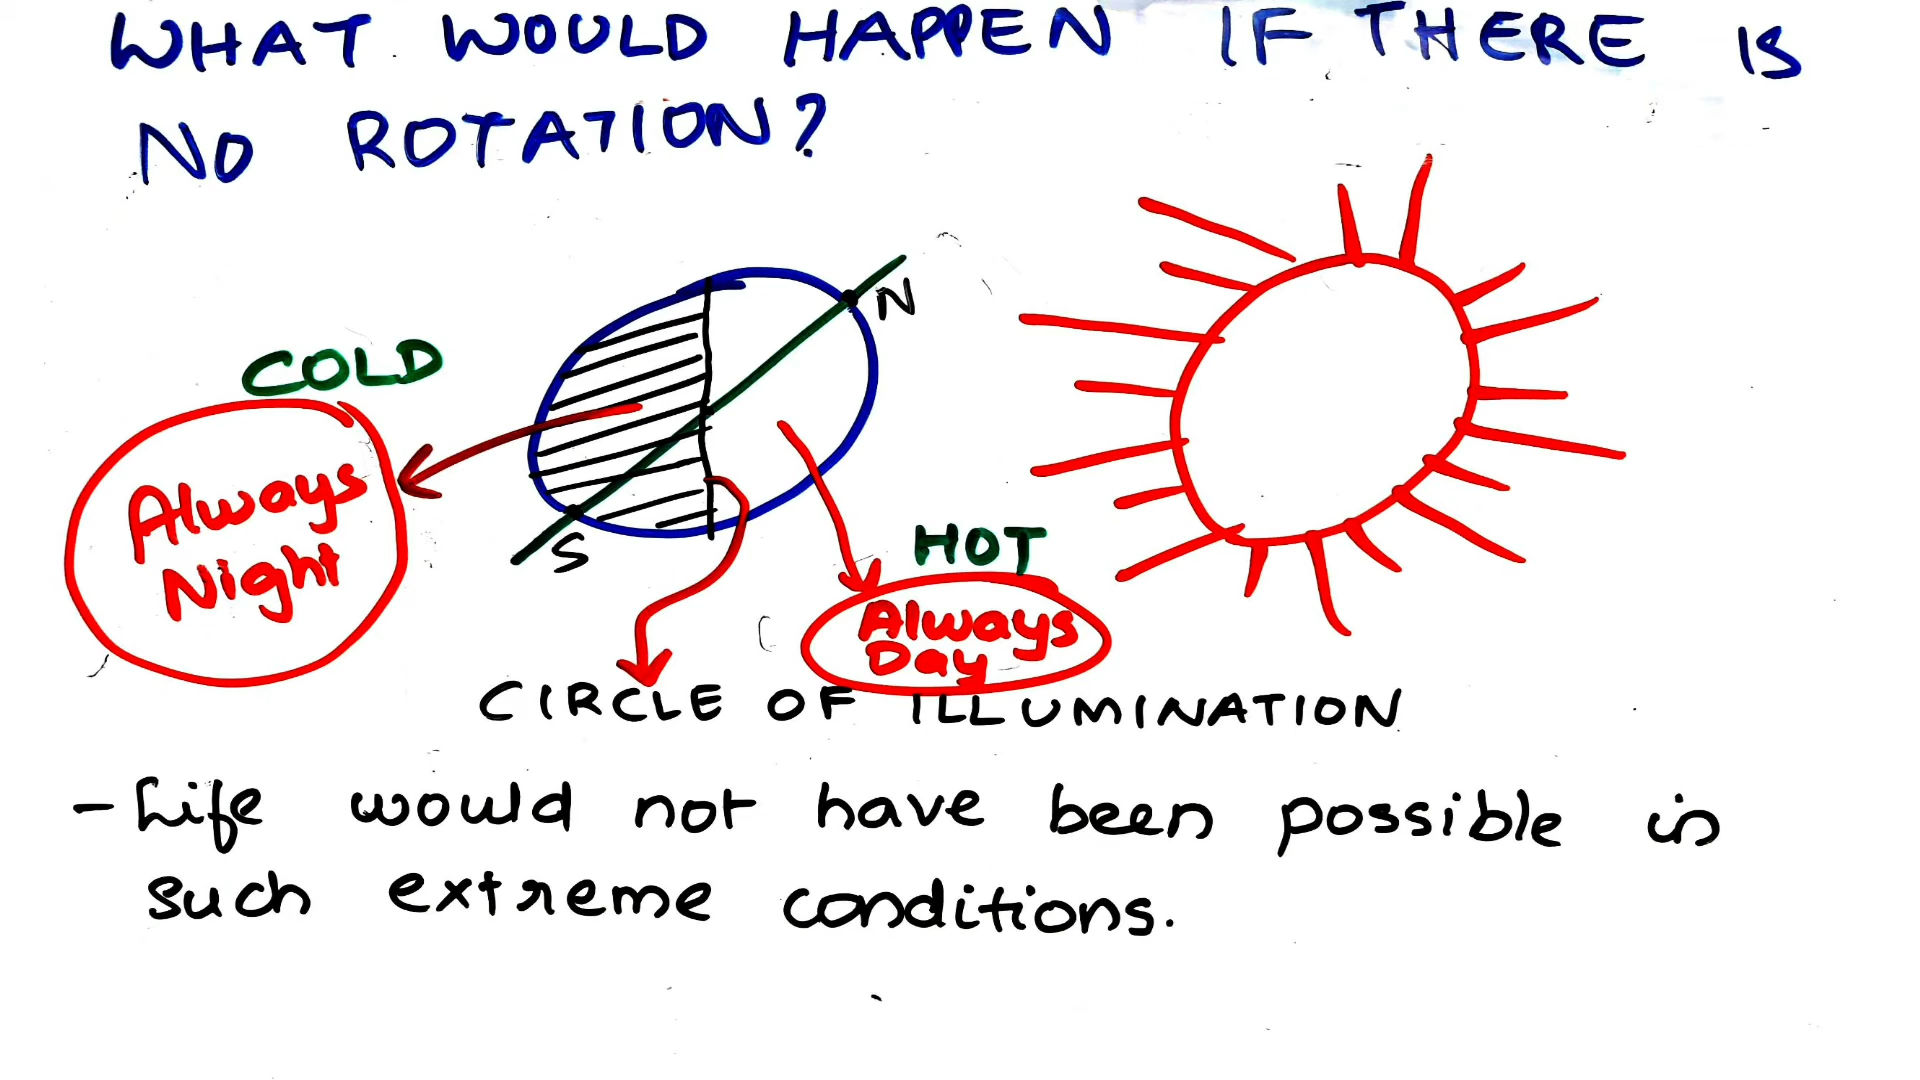 WHAT WOULD HAPPEN IF THERE IS
NO ROTATION?
N
COLD
Always
Night
S
HOT
Always
Day
CIRCLE OF ILLUMINATION
- Life would not have been possible in
such extreme conditions.